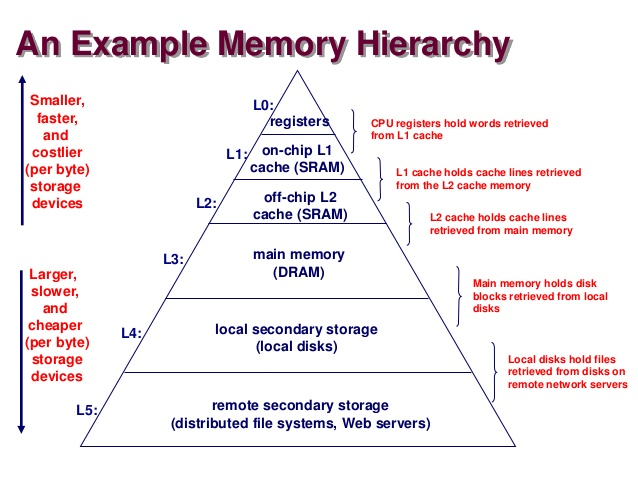 An Example Memory Hierarchy
Smaller,
faster,
and
costlier
(per byte)
storage
devices
Larger,
slower,
and
cheaper
(per byte)
storage
devices
L0:
registers
L1:
on-chip L1
cache (SRAM)
L2:
off-chip L2
cache (SRAM)
L3:
main memory
(DRAM)
L4:
local secondary storage
(local disks)
L5:
remote secondary storage
(distributed file systems, Web servers)
CPU registers hold words retrieved
from L1 cache
L1 cache holds cache lines retrieved
from the L2 cache memory
L2 cache holds cache lines
retrieved from main memory
Main memory holds disk
blocks retrieved from local
disks
Local disks hold files
retrieved from disks on
remote network servers